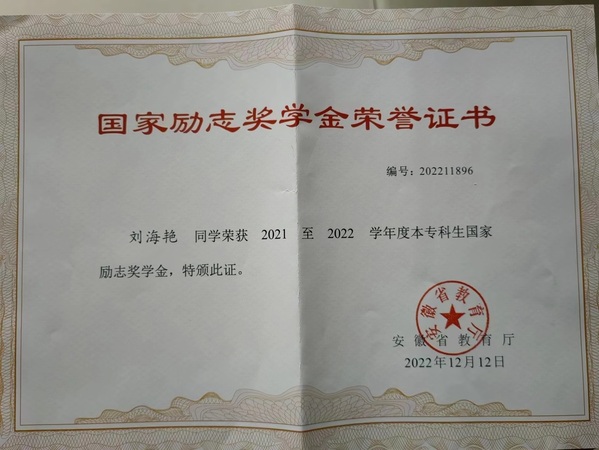 国家励志奖学金荣誉证书
编号:202211896
刘海艳 同学荣获 2021 至 2022 学年度本专科生国家
励志奖学金,特颁此证。
安徽省教育厅
安徽省教育厅
2022年12月12日